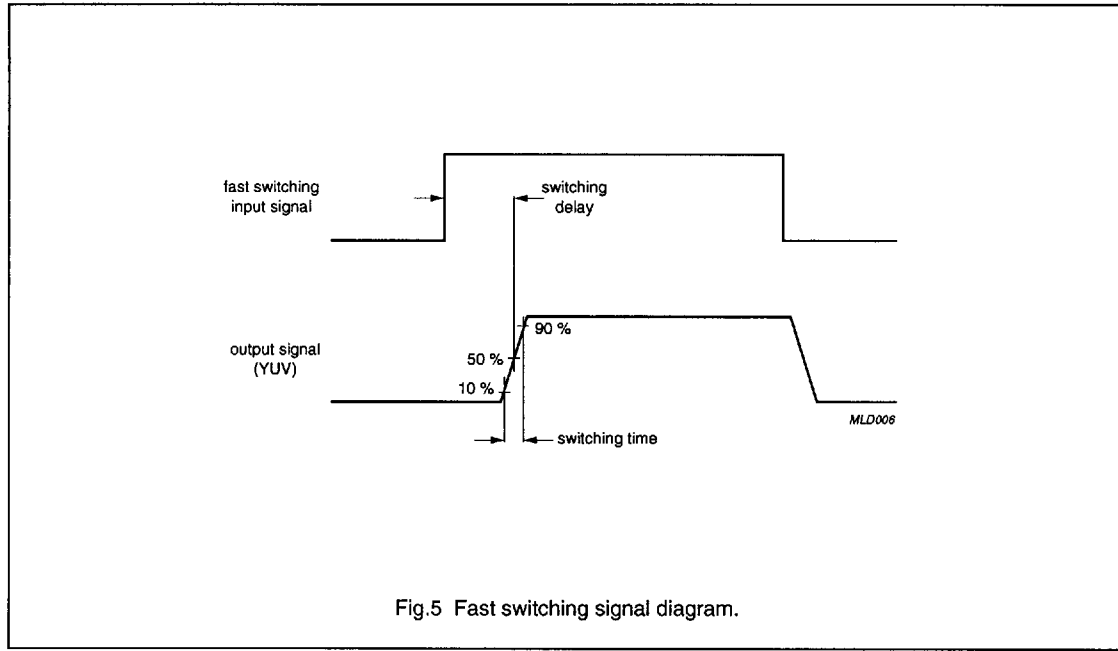 fast switching
input signal
switching
delay
90 %
output signal
(YUV)
50 %
10 %
MLD006
switching time
Fig.5 Fast switching signal diagram.